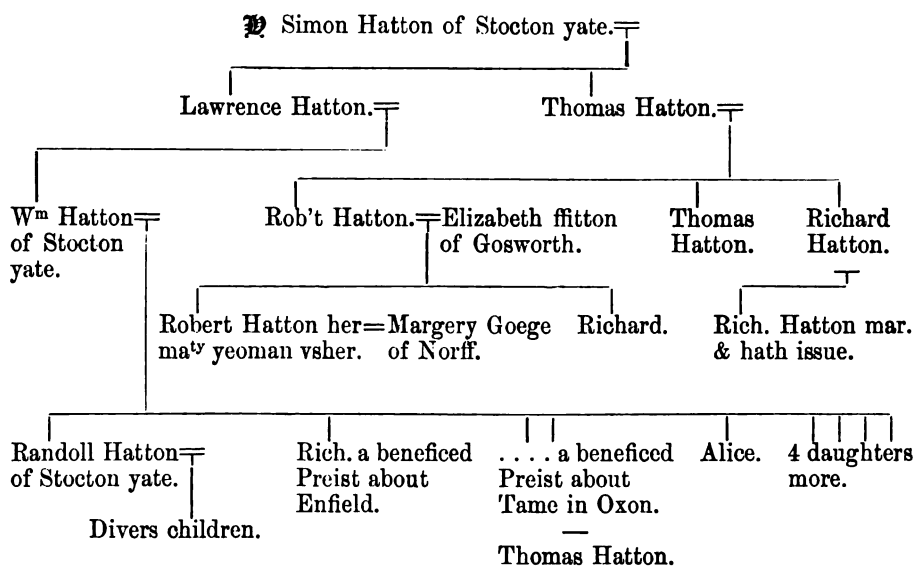 Simon Hatton of Stocton yate.
Lawrence Hatton.
Thomas Hatton.
Wm Hatton
of Stocton
yate.
Rob't Hatton.=Elizabeth ffitton
of Gosworth.
Thomas
Hatton.
Richard
Hatton.
Robert Hatton her=Margery Goege
maty yeoman vsher. of Norff.
Richard.
Rich. Hatton mar.
& hath issue.
Randoll Hatton
of Stocton yate.
Divers children.
Rich. a beneficed
Preist about
Enfield.
. . . . a beneficed
Preist about
Tame in Oxon.
Thomas Hatton.
Alice.
4 daughters
more.